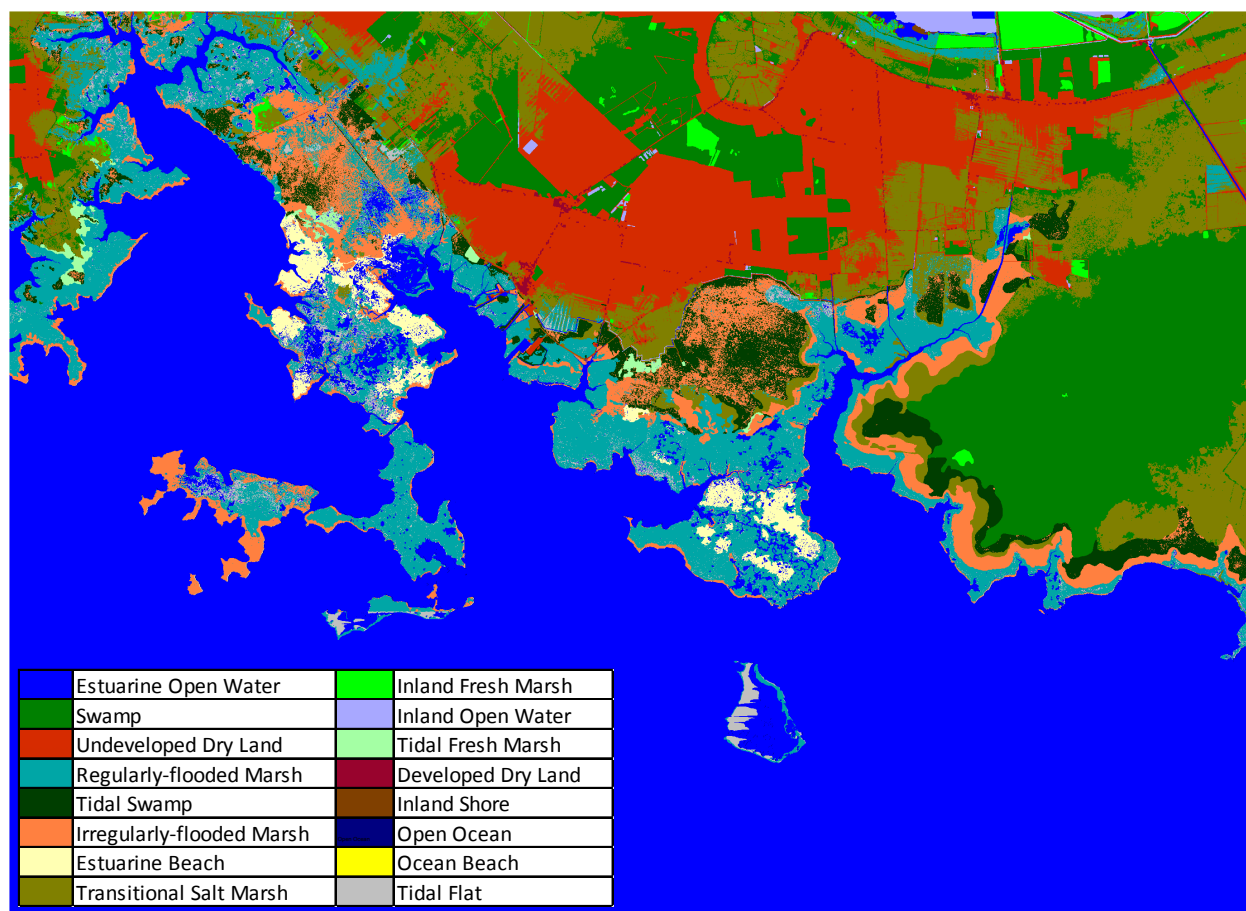 Estuarine Open Water Inland Fresh Marsh
Swamp Inland Open Water
Undeveloped Dry Land Tidal Fresh Marsh
Regularly-flooded Marsh Developed Dry Land
Tidal Swamp Inland Shore
Irregularly-flooded Marsh Open Ocean
Estuarine Beach Ocean Beach
Transitional Salt Marsh Tidal Flat